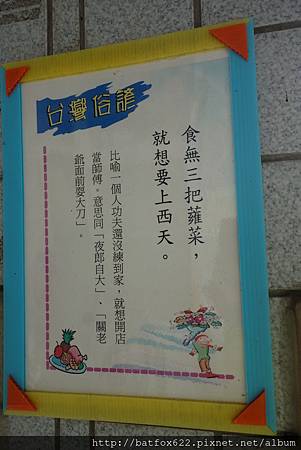 台灣俗諺
食無三把蕹菜，
就想要上西天。
比喻一個人功夫還沒練到家，就想開店
當師傅。意思同「夜郎自大」、「關老
爺面前耍大刀」。
http://batfox622.pixnet.net/album